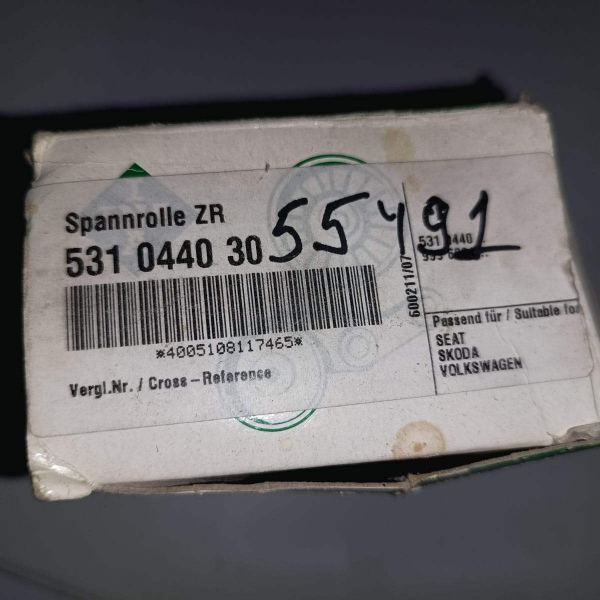 Spannrolle ZR
531 0440 30
55491
*4005108117465*
Vergl.Nr. / Cross-Reference
600211/07
531 0440
Passend für / Suitable for
SEAT
SKODA
VOLKSWAGEN